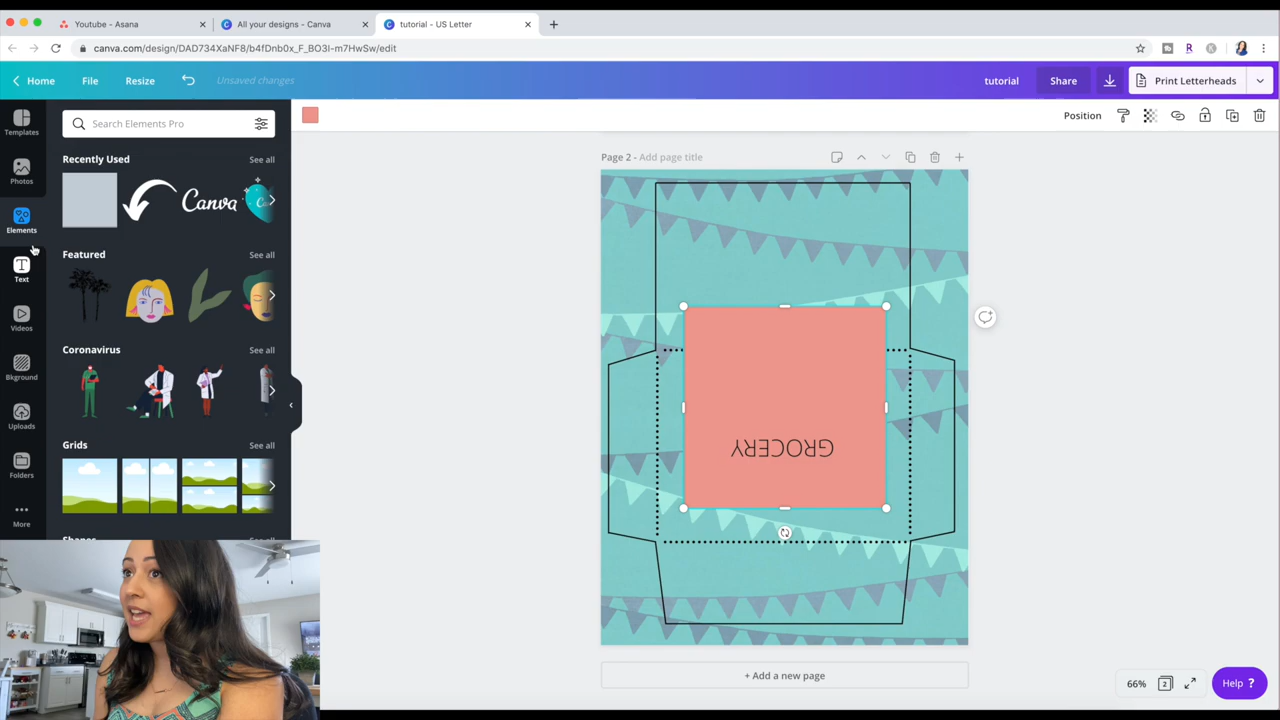 Youtube - Asana
All your designs - Canva
tutorial - US Letter
canva.com/design/DAD734XaNF8/b4fDnb0x_F_BO3I-m7HwSw/edit
Home
File
Resize
Unsaved changes
tutorial
Share
Print Letterheads
Templates
Photos
Elements
Text
Videos
Bkground
Uploads
Folders
More
Search Elements Pro
Recently Used
See all
Canva
Featured
See all
Coronavirus
See all
Grids
See all
Position
Page 2 - Add page title
GROCERY
+ Add a new page
66%
2
Help ?